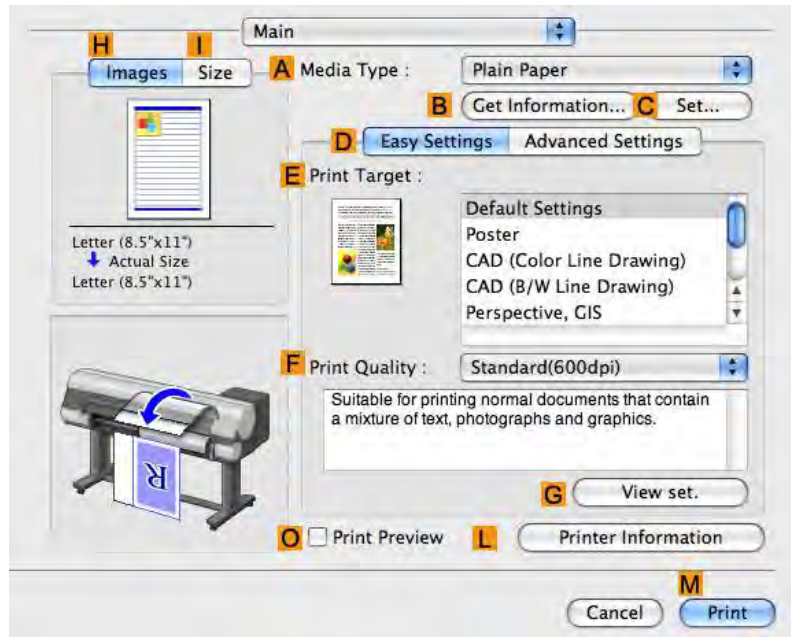 Main
H I
Images Size
A Media Type : Plain Paper
B Get Information... C Set...
D Easy Settings Advanced Settings
E Print Target :
Default Settings
Poster
CAD (Color Line Drawing)
CAD (B/W Line Drawing)
Perspective, GIS
Letter (8.5"x11")
Actual Size
Letter (8.5"x11")
F Print Quality : Standard(600dpi)
Suitable for printing normal documents that contain
a mixture of text, photographs and graphics.
R
G View set.
O Print Preview L Printer Information
M
Cancel Print